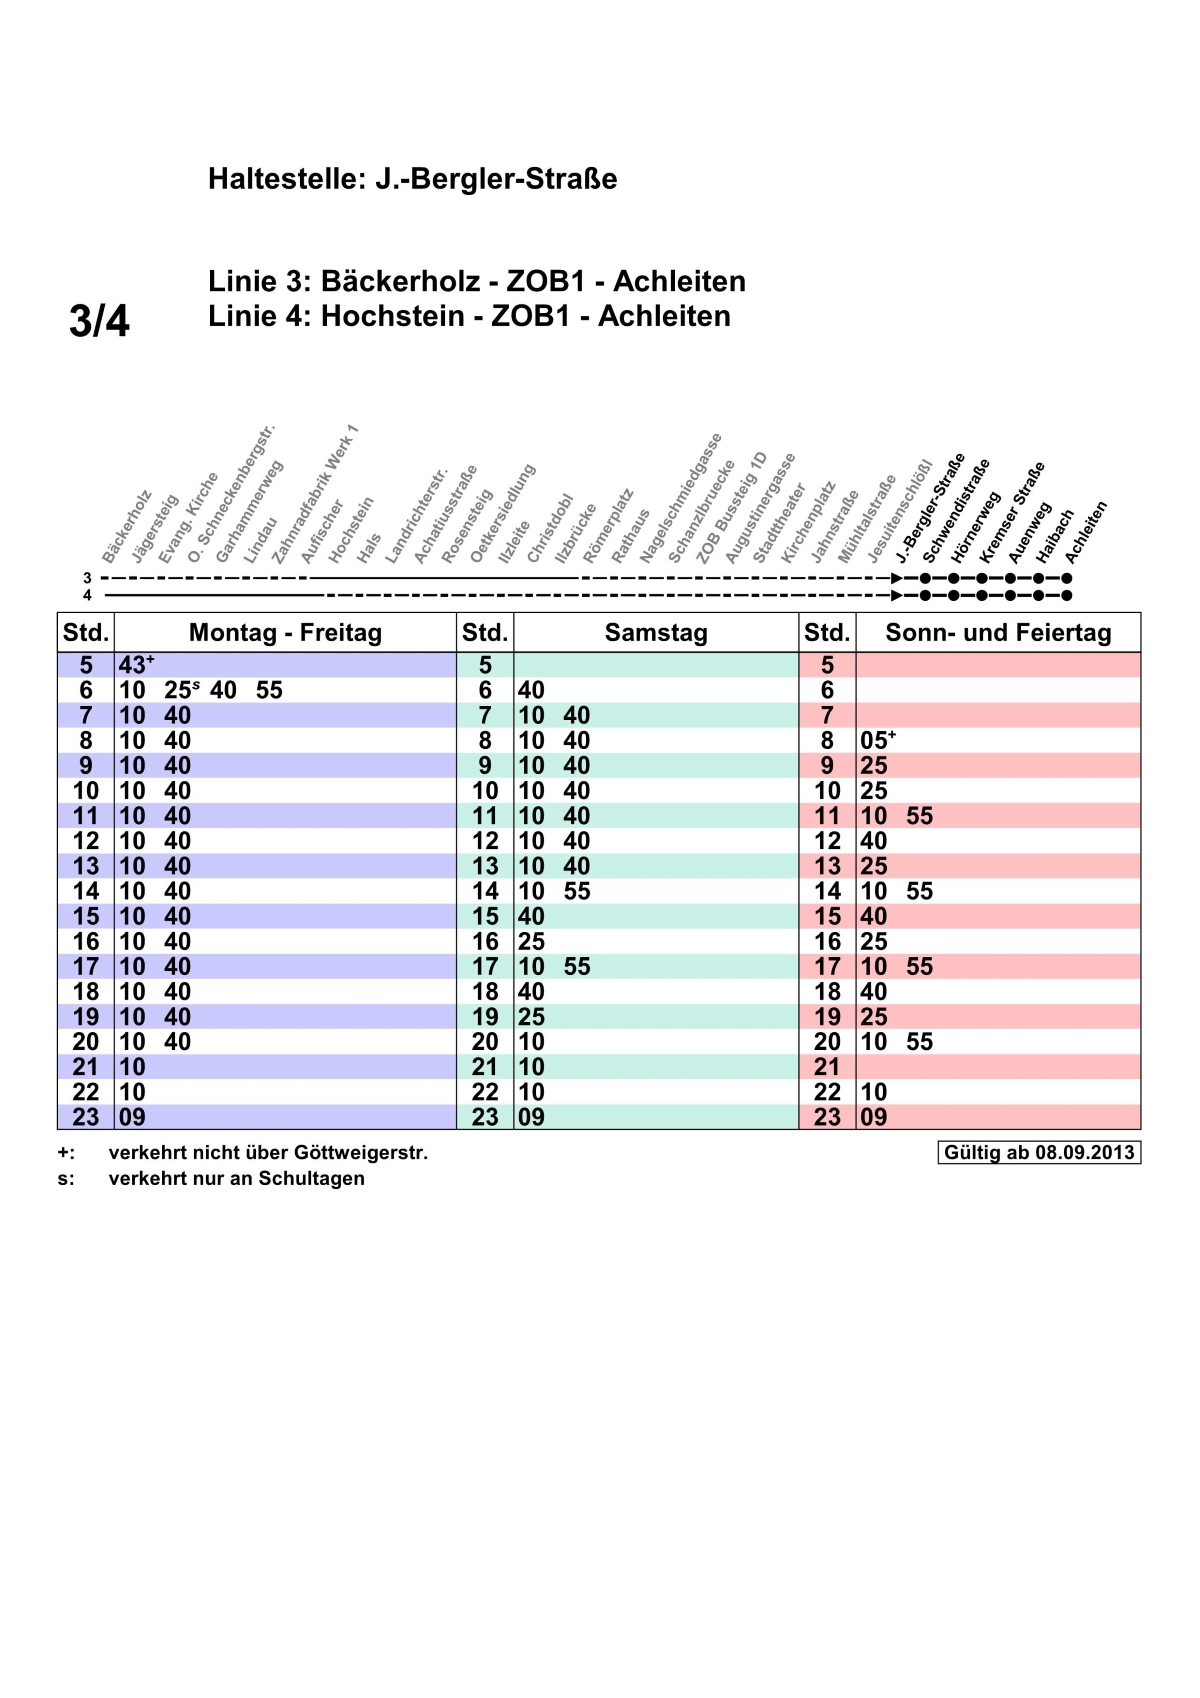 Haltestelle: J.-Bergler-Straße
Linie 3: Bäckerholz - ZOB1 - Achleiten
3/4 Linie 4: Hochstein - ZOB1 - Achleiten
Bäckerholz
Jägersteig
Evang. Kirche
O. Schneckenbergstr.
Garhammerweg
Lindau
Zahnradfabrik Werk 1
Aufischer
Hochstein
Hals
Landrichterstr.
Achatiusstraße
Rosensteig
Oetkersiedlung
Ilzleite
Christdobl
Ilzbrücke
Römerplatz
Rathaus
Nagelschmiedgasse
Schanzlbruecke
ZOB Bussteig 1D
Augustinergasse
Stadttheater
Kirchenplatz
Jahnstraße
Mühltalstraße
Jesuitenschlößl
J.-Bergler-Straße
Schwendistraße
Hörnerweg
Kremser Straße
Auenweg
Haibach
Achleiten
3
4
Std. Montag - Freitag Std. Samstag Std. Sonn- und Feiertag
5 43+ 5 5
6 10 25s 40 55 6 40 6
7 10 40 7 10 40 7
8 10 40 8 10 40 8 05+
9 10 40 9 10 40 9 25
10 10 40 10 10 40 10 25
11 10 40 11 10 40 11 10 55
12 10 40 12 10 40 12 40
13 10 40 13 10 40 13 25
14 10 40 14 10 55 14 10 55
15 10 40 15 40 15 40
16 10 40 16 25 16 25
17 10 40 17 10 55 17 10 55
18 10 40 18 40 18 40
19 10 40 19 25 19 25
20 10 40 20 10 20 10 55
21 10 21 10 21
22 10 22 10 22 10
23 09 23 09 23 09
+: verkehrt nicht über Göttweigerstr. Gültig ab 08.09.2013
s: verkehrt nur an Schultagen